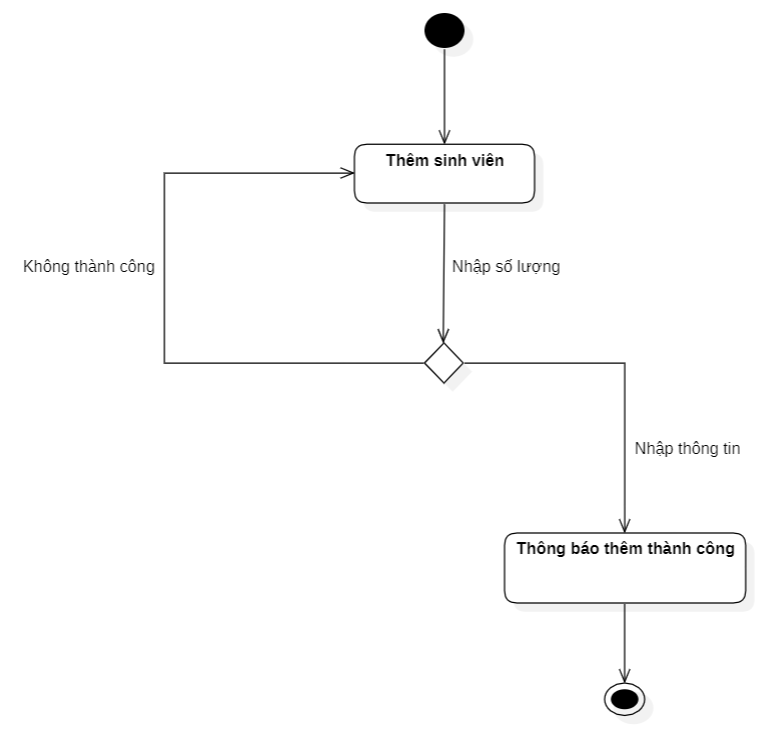 Thêm sinh viên
Không thành công
Nhập số lượng
Nhập thông tin
Thông báo thêm thành công